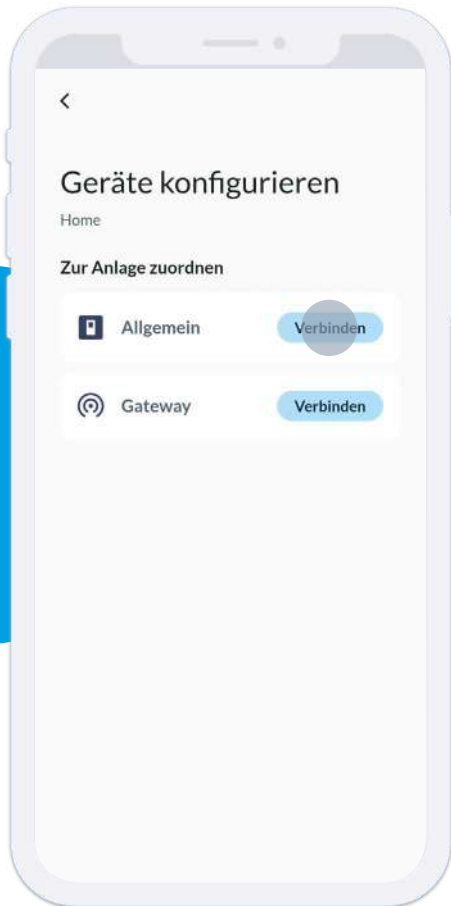 Geräte konfigurieren
Home
Zur Anlage zuordnen
Allgemein Verbinden
Gateway Verbinden